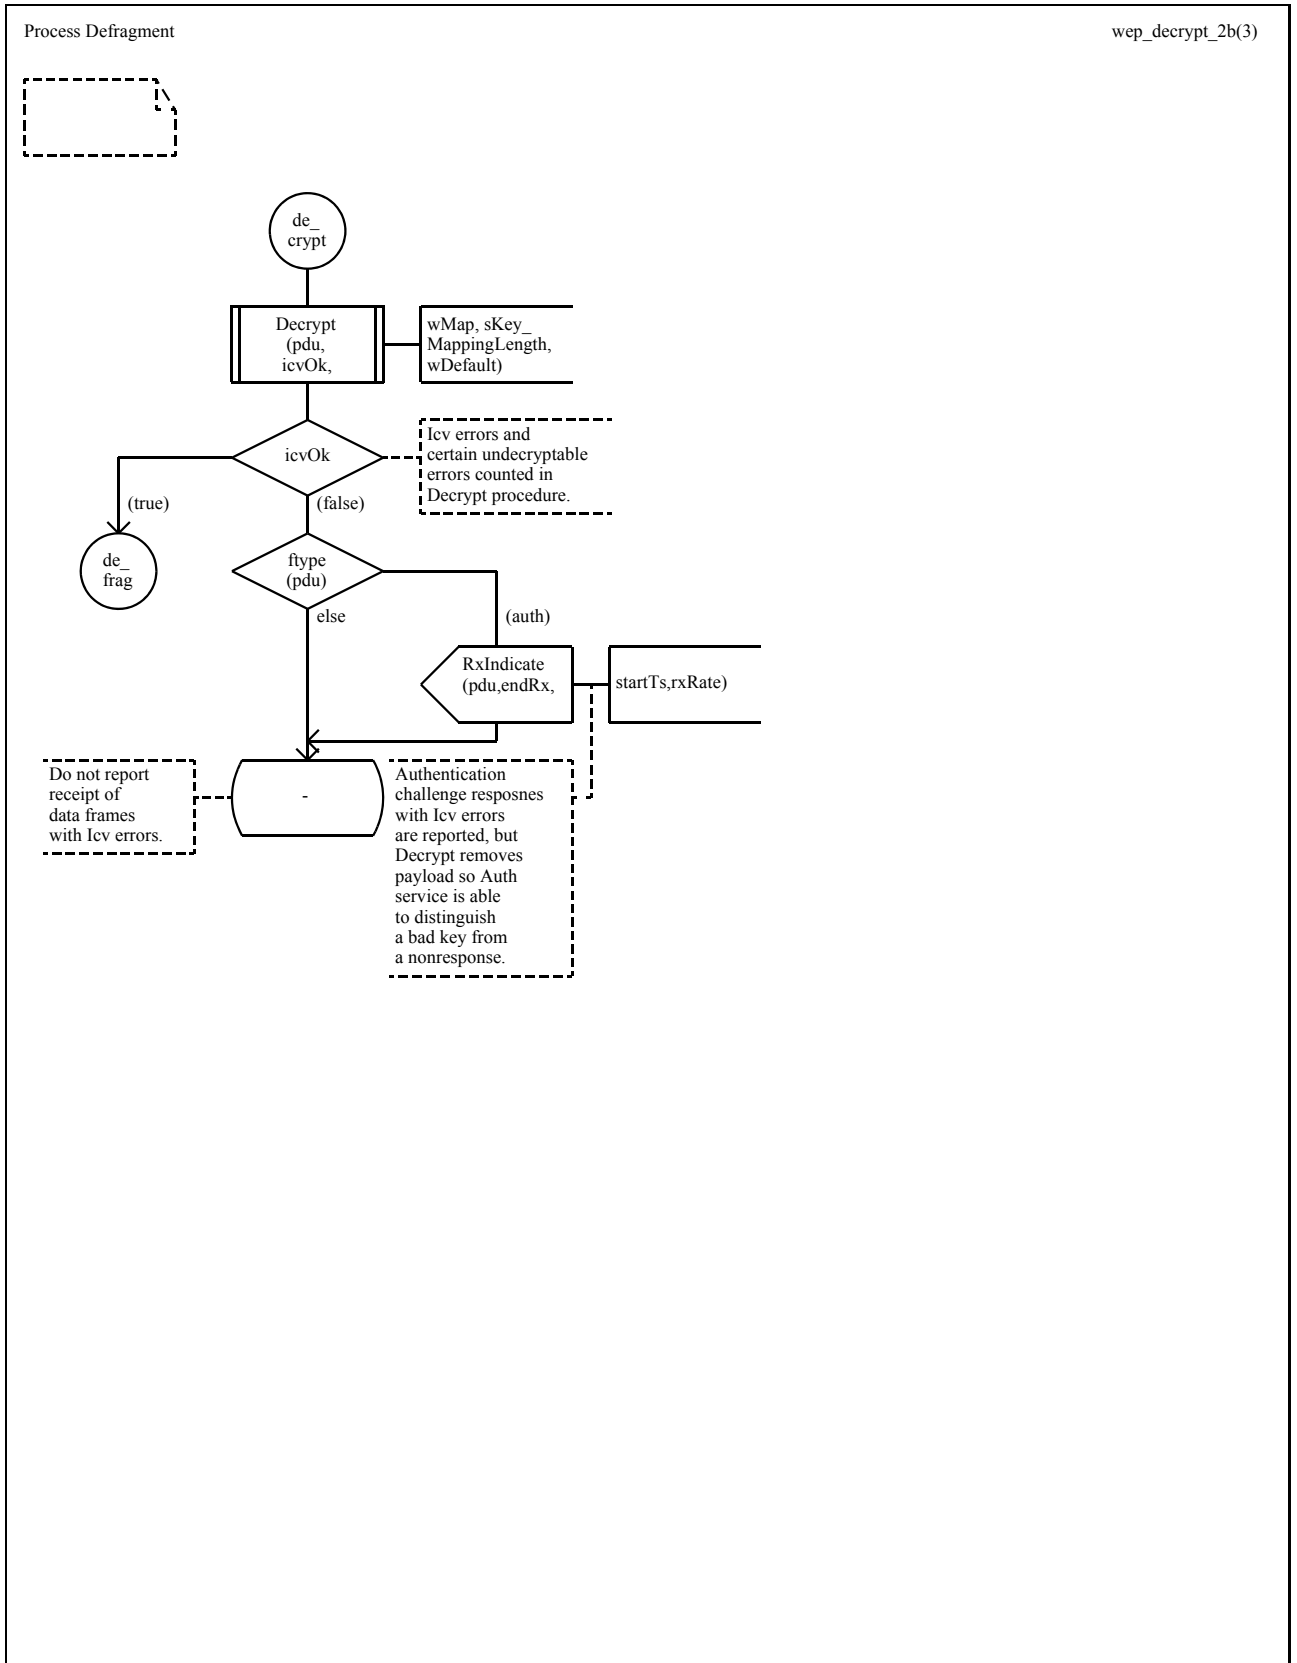 Process Defragment
wep_decrypt_2b(3)
de_
crypt
Decrypt
(pdu,
icvOk,
wMap, sKey_
MappingLength,
wDefault)
icvOk
Icv errors and
certain undecryptable
errors counted in
Decrypt procedure.
(true)
(false)
de_
frag
ftype
(pdu)
else
(auth)
RxIndicate
(pdu,endRx,
startTs,rxRate)
Do not report
receipt of
data frames
with Icv errors.
-
Authentication
challenge resposnes
with Icv errors
are reported, but
Decrypt removes
payload so Auth
service is able
to distinguish
a bad key from
a nonresponse.